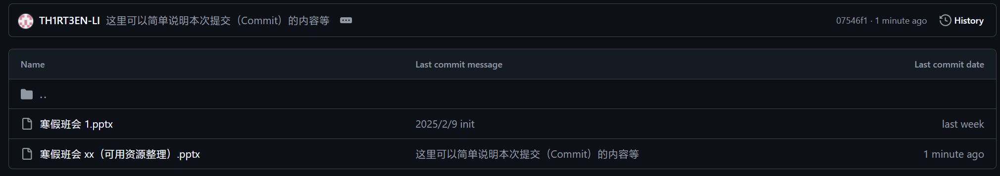 TH1RT3EN-LI 这里可以简单说明本次提交（Commit）的内容等 07546f1 · 1 minute ago History
Name Last commit message Last commit date
..
寒假班会 1.pptx 2025/2/9 init last week
寒假班会 xx（可用资源整理）.pptx 这里可以简单说明本次提交（Commit）的内容等 1 minute ago